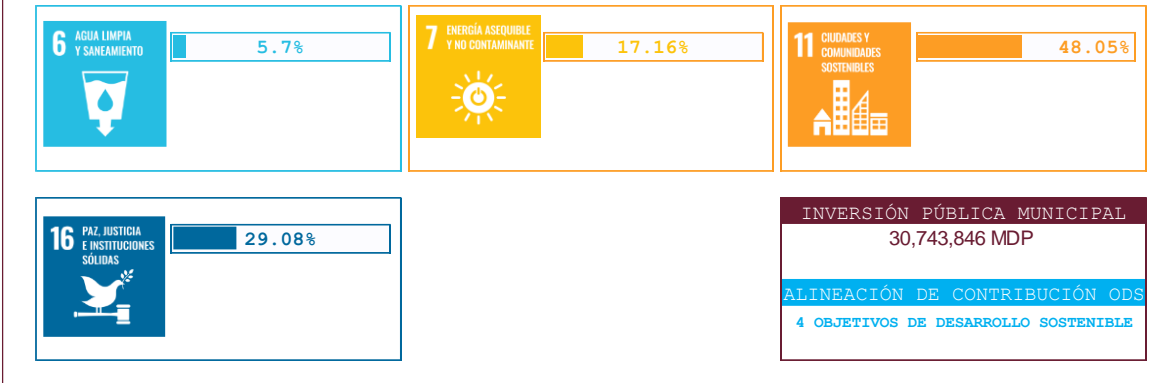 6 AGUA LIMPIA
Y SANEAMIENTO
5.7%
7 ENERGÍA ASEQUIBLE
Y NO CONTAMINANTE
17.16%
11 CIUDADES Y
COMUNIDADES
SOSTENIBLES
48.05%
16 PAZ, JUSTICIA
E INSTITUCIONES
SÓLIDAS
29.08%
INVERSIÓN PÚBLICA MUNICIPAL
30,743,846 MDP
ALINEACIÓN DE CONTRIBUCIÓN ODS
4 OBJETIVOS DE DESARROLLO SOSTENIBLE